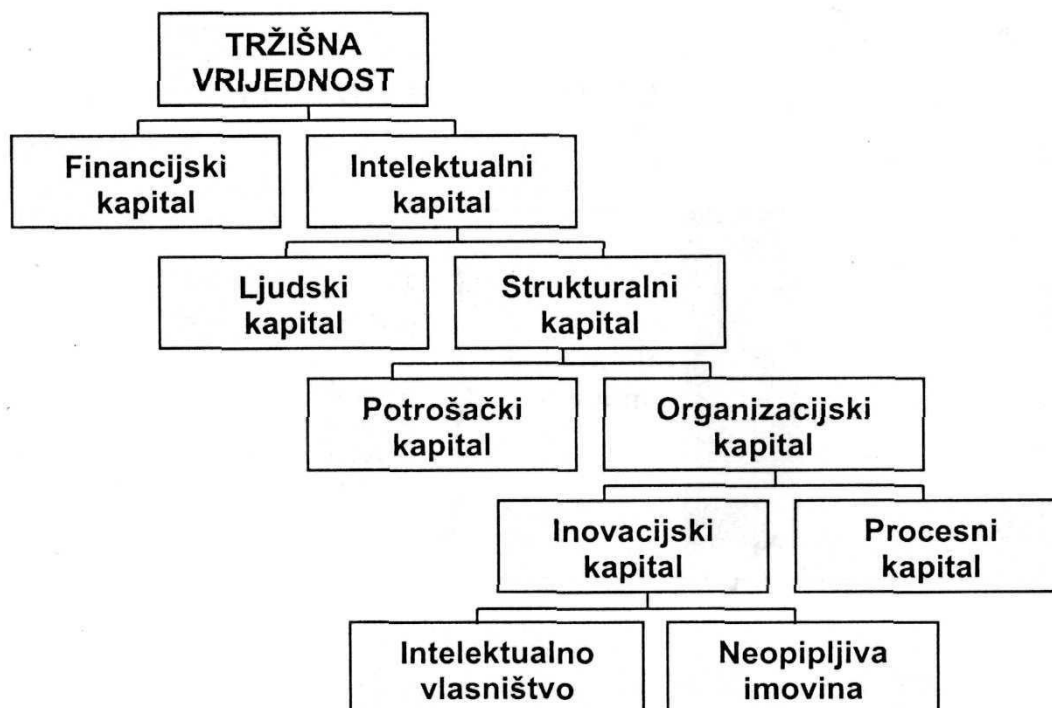 TRŽIŠNA
VRIJEDNOST
Financijski
kapital
Intelektualni
kapital
Ljudski
kapital
Strukturalni
kapital
Potrošački
kapital
Organizacijski
kapital
Inovacijski
kapital
Procesni
kapital
Intelektualno
vlasništvo
Neopipljiva
imovina